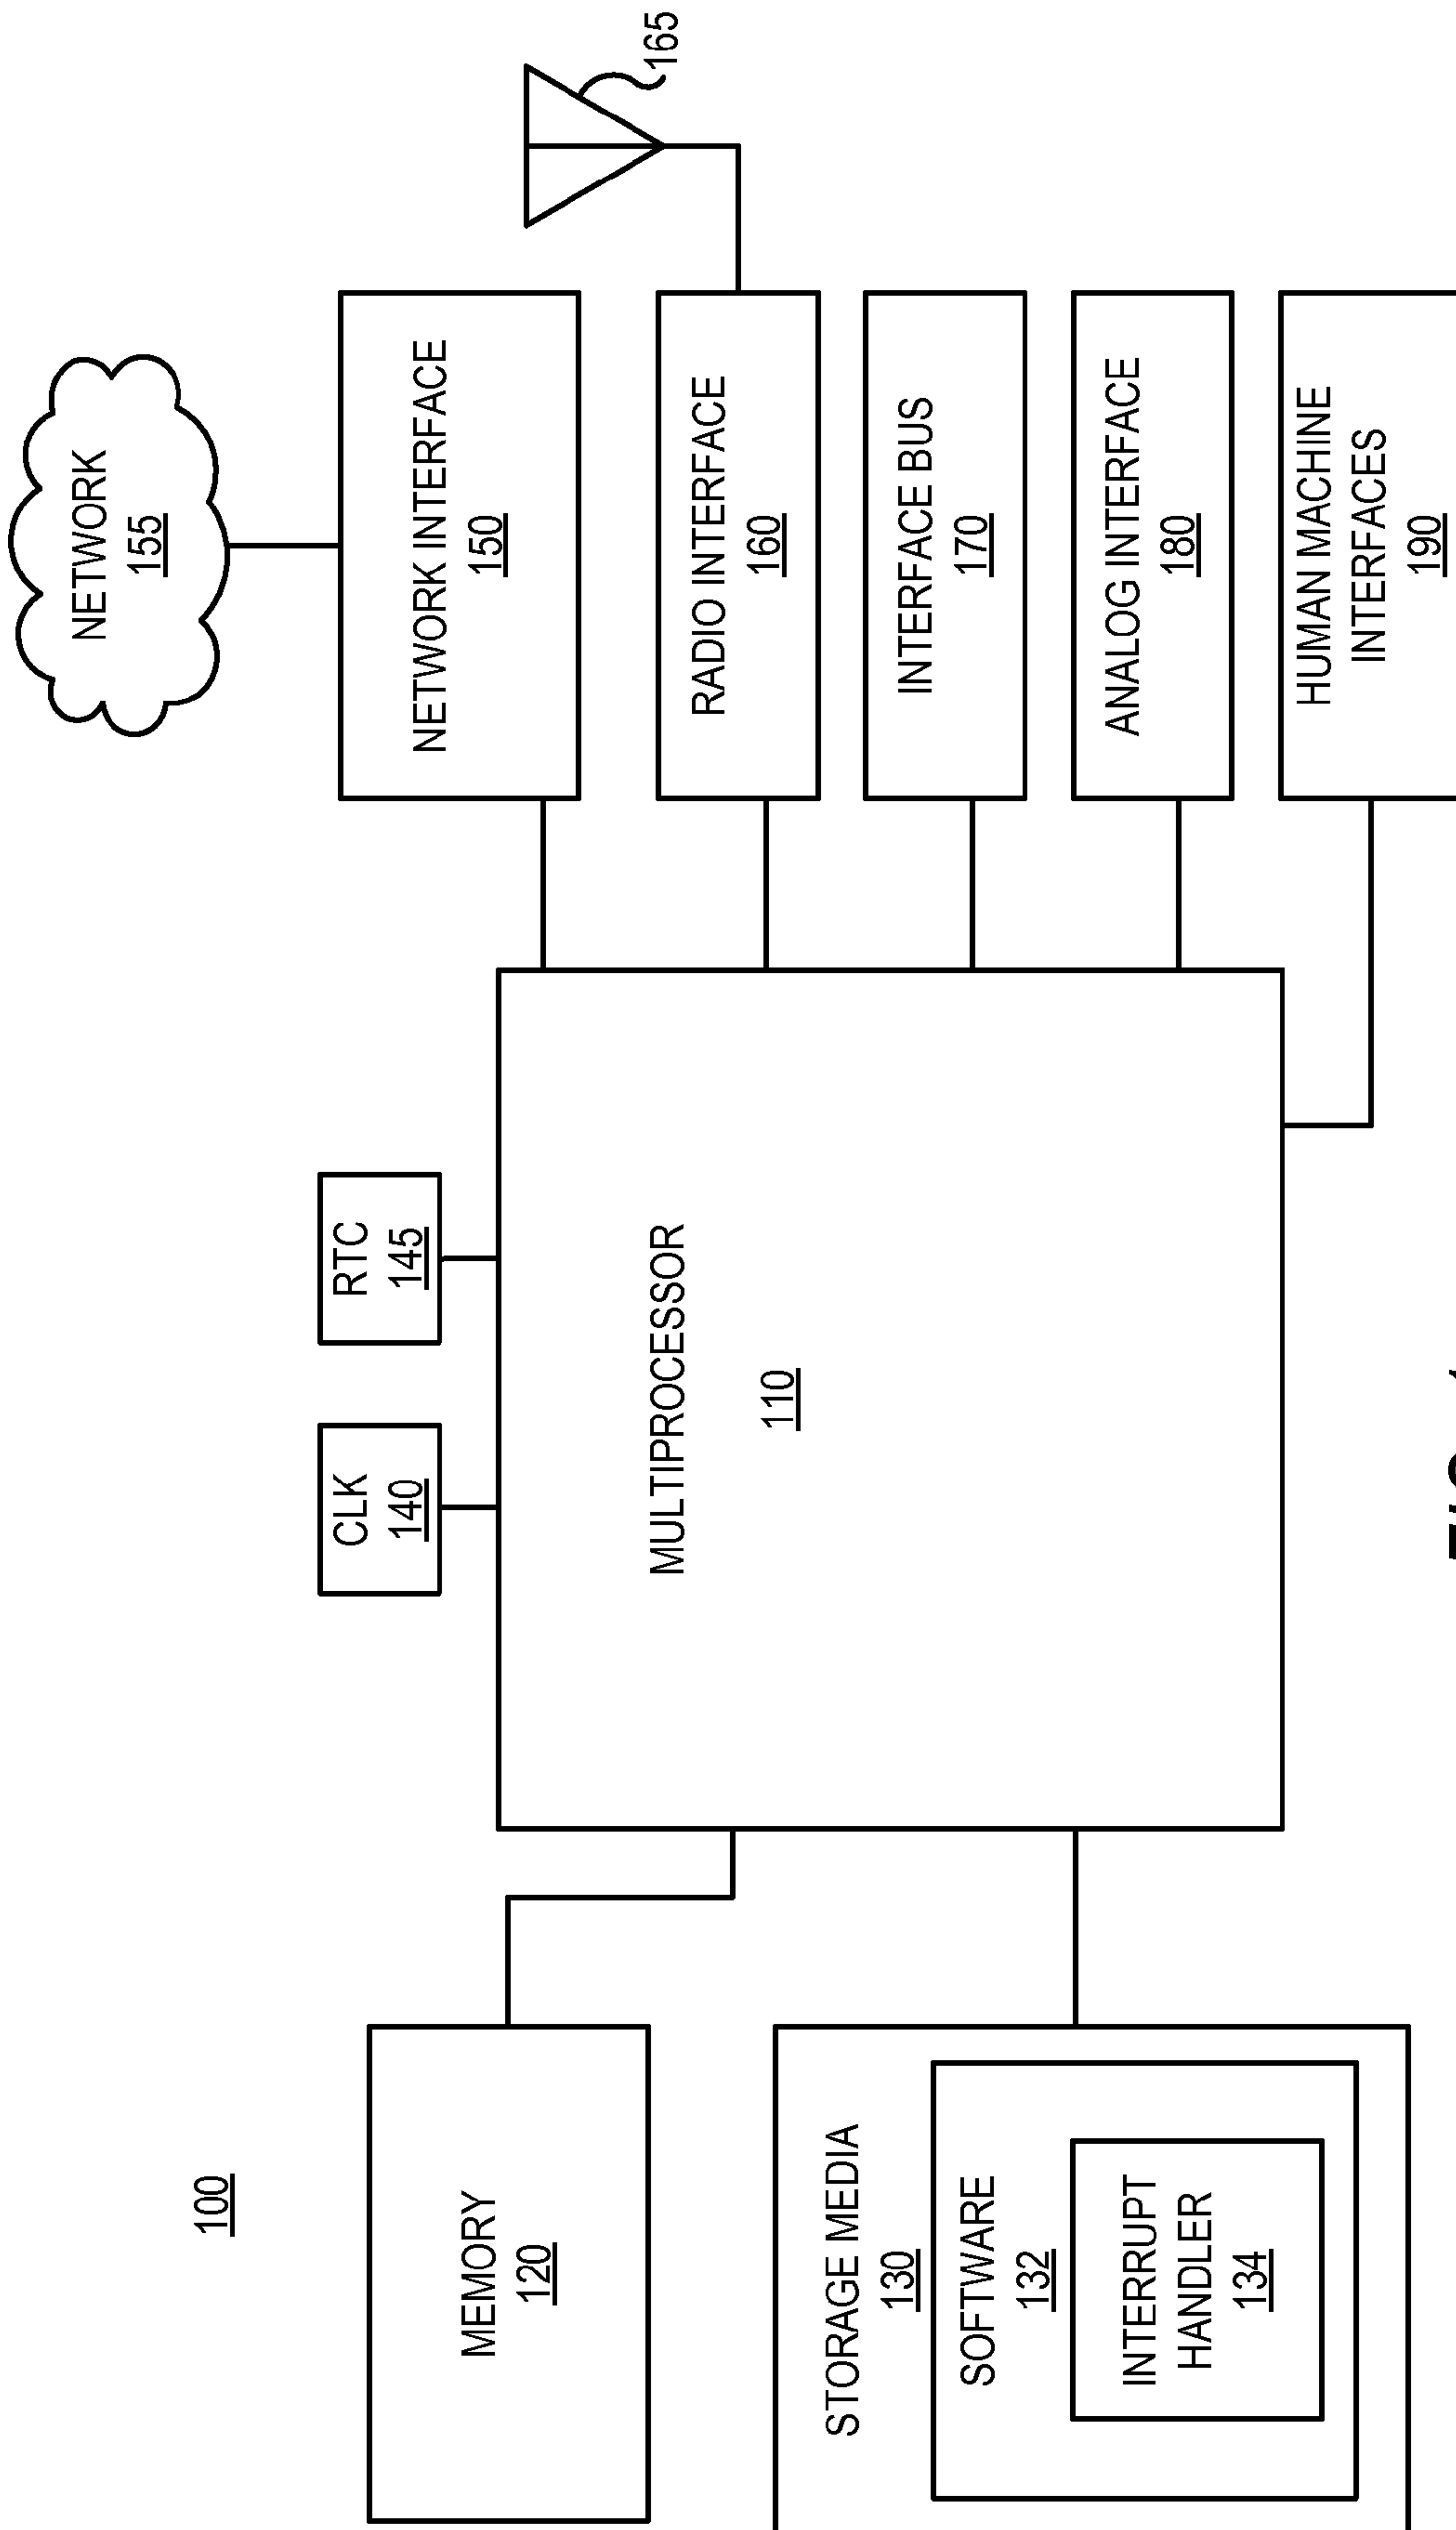 100
MEMORY
120
STORAGE MEDIA
130
SOFTWARE
132
INTERRUPT
HANDLER
134
CLK
140
RTC
145
MULTIPROCESSOR
110
NETWORK
155
NETWORK INTERFACE
150
165
RADIO INTERFACE
160
INTERFACE BUS
170
ANALOG INTERFACE
180
HUMAN MACHINE
INTERFACES
190